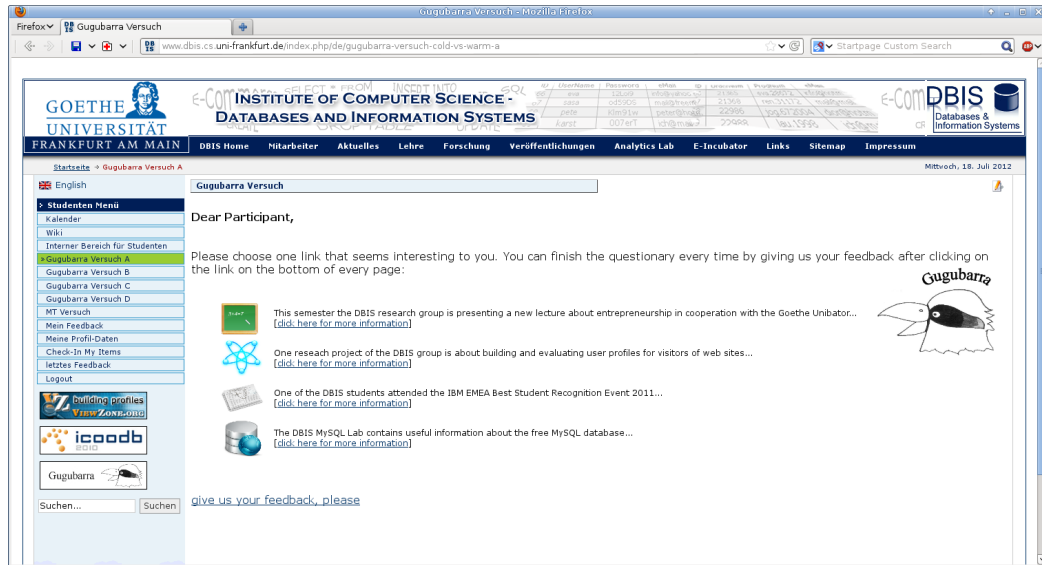 Gugubarra Versuch - Mozilla Firefox
Firefox
DB IS Gugubarra Versuch
DB IS www.dbis.cs.uni-frankfurt.de/index.php/de/gugubarra-versuch-cold-vs-warm-a
Startpage Custom Search
GOETHE
UNIVERSITÄT
FRANKFURT AM MAIN
INSTITUTE OF COMPUTER SCIENCE -
DATABASES AND INFORMATION SYSTEMS
DBIS
Databases &
Information Systems
DBIS Home Mitarbeiter Aktuelles Lehre Forschung Veröffentlichungen Analytics Lab E-Incubator Links Sitemap Impressum
Startseite Gugubarra Versuch A
Mittwoch, 18. Juli 2012
English
> Studenten Menü
Kalender
Wiki
Interner Bereich für Studenten
>Gugubarra Versuch A
Gugubarra Versuch B
Gugubarra Versuch C
Gugubarra Versuch D
MT Versuch
Mein Feedback
Meine Profil-Daten
Check-In My Items
letztes Feedback
Logout
building profiles
VIEWZONE.ORG
icoodb
2010
Gugubarra
Suchen... Suchen
Gugubarra Versuch
Dear Participant,
Please choose one link that seems interesting to you. You can finish the questionary every time by giving us your feedback after clicking on
the link on the bottom of every page:
Gugubarra
This semester the DBIS research group is presenting a new lecture about entrepreneurship in cooperation with the Goethe Unibator...
[click here for more information]
One reseach project of the DBIS group is about building and evaluating user profiles for visitors of web sites...
[click here for more information]
One of the DBIS students attended the IBM EMEA Best Student Recognition Event 2011...
[click here for more information]
The DBIS MySQL Lab contains useful information about the free MySQL database...
[click here for more information]
give us your feedback, please